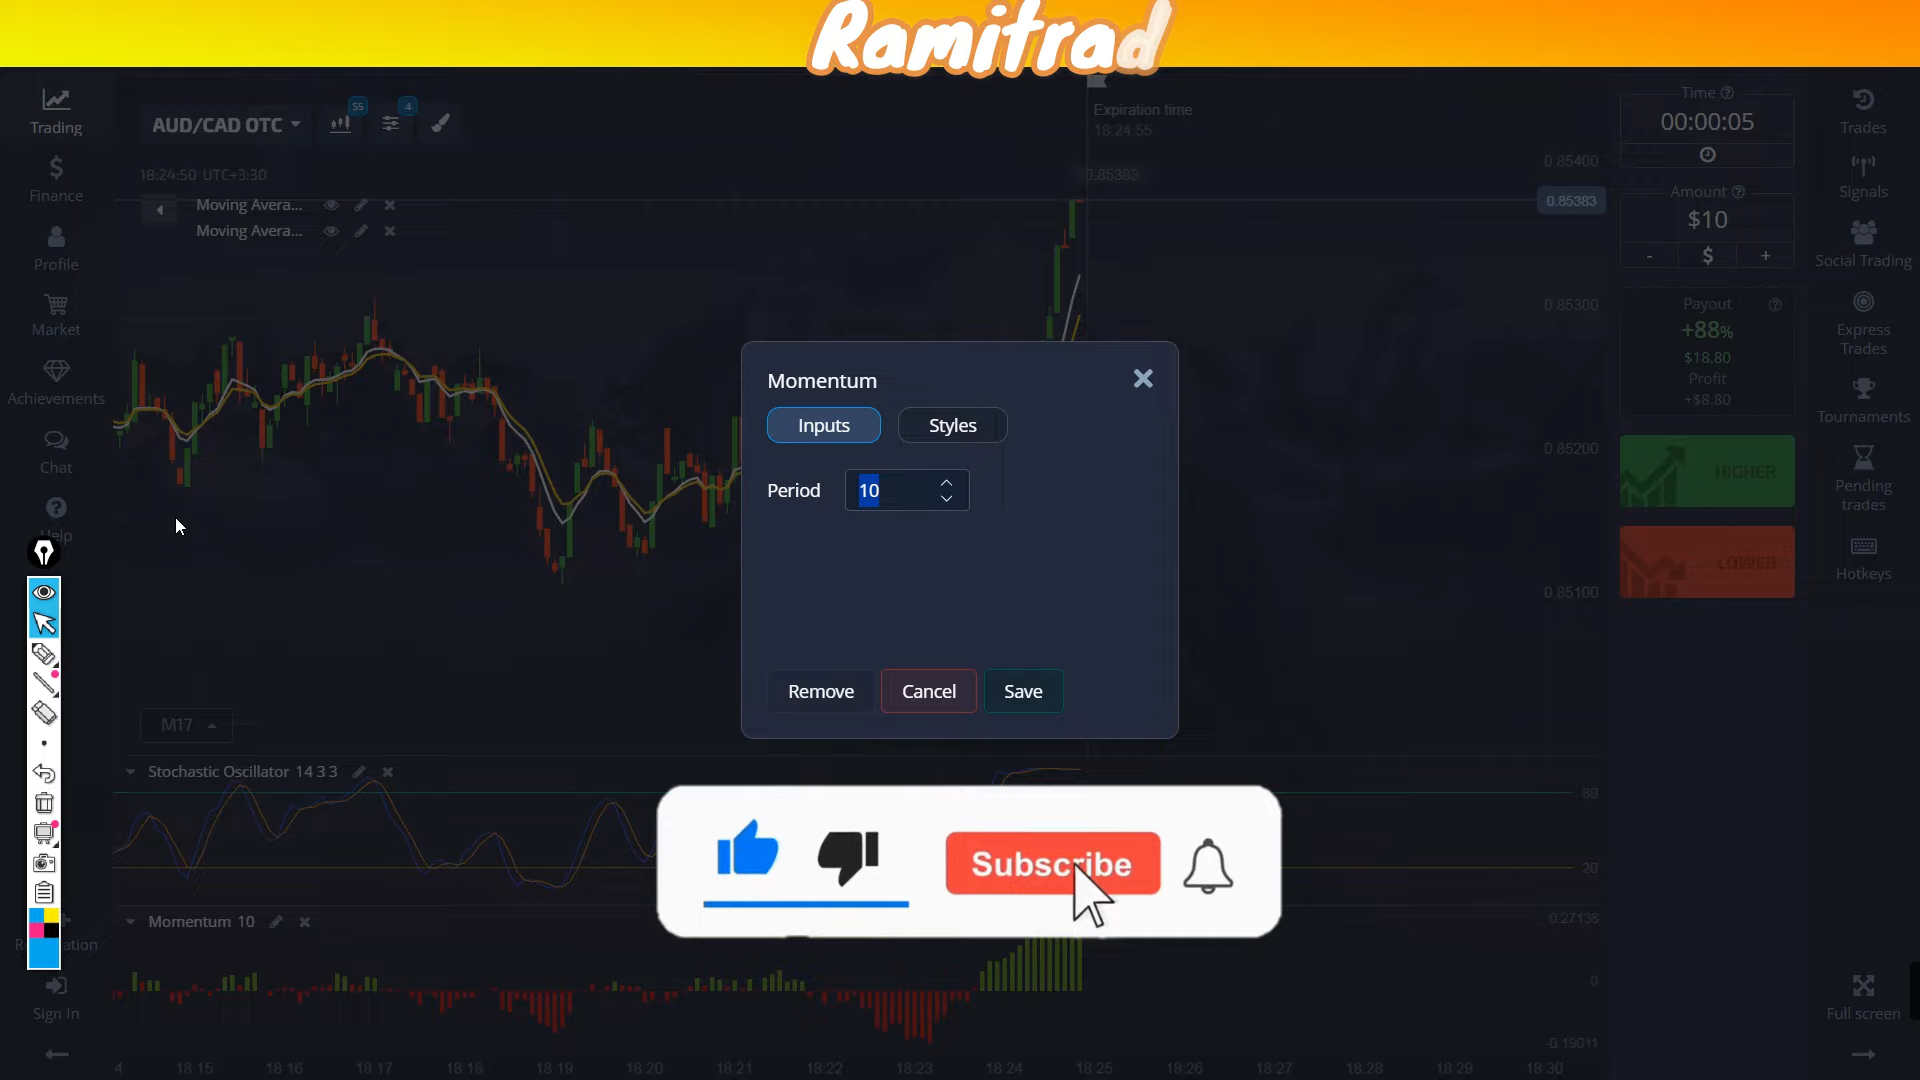 Ramitrad
Trading
Finance
Profile
Market
Achievements
Chat
Help
Sign In
AUD/CAD OTC
55
4
18:24:50 UTC+3:30
Moving Avera...
Moving Avera...
Expiration time
18:24:55
0.85383
0.85400
0.85383
0.85300
0.85200
0.85100
Momentum
Inputs
Styles
Period
10
Remove
Cancel
Save
M17
Stochastic Oscillator 14 3 3
80
20
Subscribe
Momentum 10
0.27136
0
-0.19011
4
18:15
18:16
18:17
18:18
18:19
18:20
18:21
18:22
18:23
18:24
18:25
18:26
18:27
18:28
18:29
18:30
Time
00:00:05
Amount
$10
-
$
+
Payout
+88%
$18.80
Profit
+$8.80
HIGHER
LOWER
Trades
Signals
Social Trading
Express
Trades
Tournaments
Pending
trades
Hotkeys
Full screen